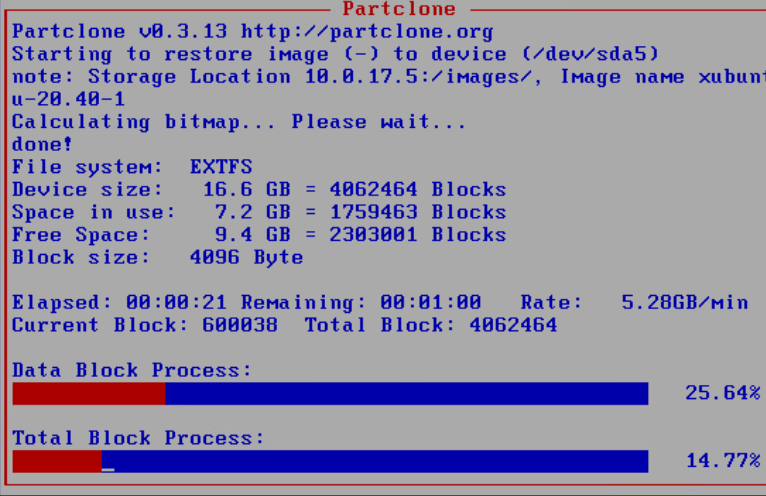 Partclone
Partclone v0.3.13 http://partclone.org
Starting to restore image (-) to device (/dev/sda5)
note: Storage Location 10.0.17.5:/images/, Image name xubunt
u-20.40-1
Calculating bitmap... Please wait...
done!
File system:  EXTFS
Device size:   16.6 GB = 4062464 Blocks
Space in use:   7.2 GB = 1759463 Blocks
Free Space:     9.4 GB = 2303001 Blocks
Block size:   4096 Byte
Elapsed: 00:00:21 Remaining: 00:01:00   Rate:   5.28GB/min
Current Block: 600038  Total Block: 4062464
Data Block Process:
25.64%
Total Block Process:
14.77%